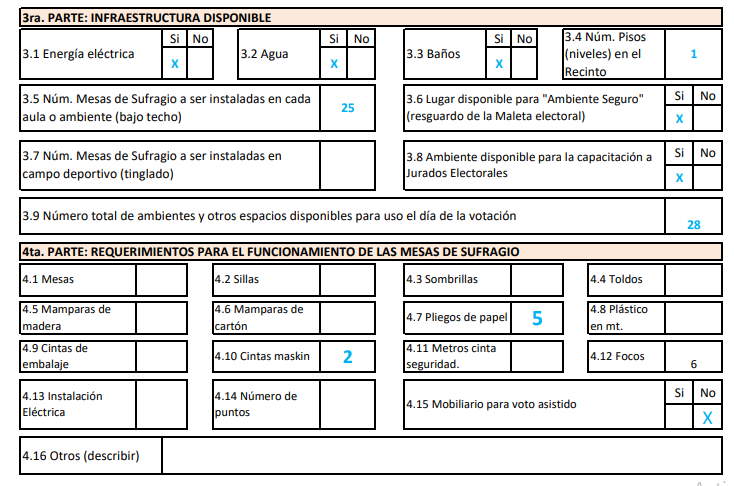 3ra. PARTE: INFRAESTRUCTURA DISPONIBLE
3.1 Energía eléctrica Si No X
3.2 Agua Si No X
3.3 Baños Si No X
3.4 Núm. Pisos (niveles) en el Recinto 1
3.5 Núm. Mesas de Sufragio a ser instaladas en cada
aula o ambiente (bajo techo) 25
3.6 Lugar disponible para "Ambiente Seguro"
(resguardo de la Maleta electoral) Si No X
3.7 Núm. Mesas de Sufragio a ser instaladas en
campo deportivo (tinglado)
3.8 Ambiente disponible para la capacitación a
Jurados Electorales Si No X
3.9 Número total de ambientes y otros espacios disponibles para uso el día de la votación 28
4ta. PARTE: REQUERIMIENTOS PARA EL FUNCIONAMIENTO DE LAS MESAS DE SUFRAGIO
4.1 Mesas
4.2 Sillas
4.3 Sombrillas
4.4 Toldos
4.5 Mamparas de
madera
4.6 Mamparas de
cartón
4.7 Pliegos de papel 5
4.8 Plástico
en mt.
4.9 Cintas de
embalaje
4.10 Cintas maskin 2
4.11 Metros cinta
seguridad.
4.12 Focos 6
4.13 Instalación
Eléctrica
4.14 Número de
puntos
4.15 Mobiliario para voto asistido Si No X
4.16 Otros (describir)